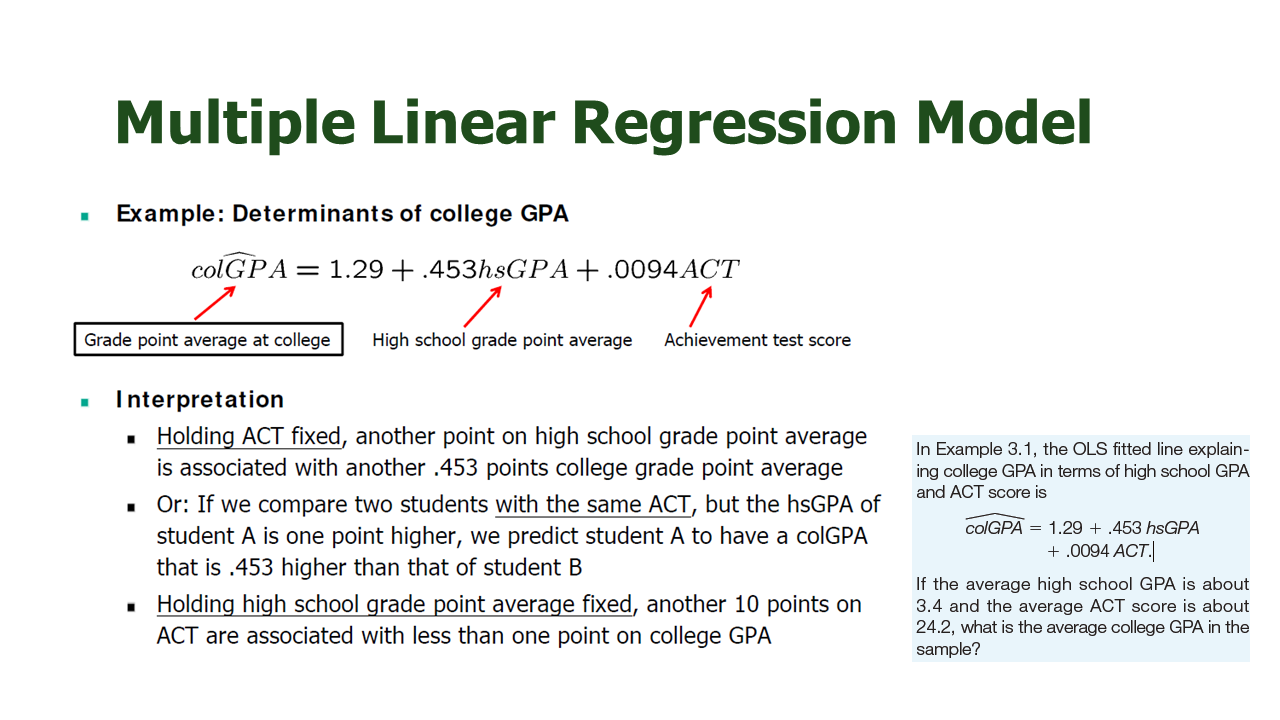 Multiple Linear Regression Model
Example: Determinants of college GPA
colGPA = 1.29 + .453hsGPA + .0094ACT
Grade point average at college
High school grade point average
Achievement test score
Interpretation
Holding ACT fixed, another point on high school grade point average
is associated with another .453 points college grade point average
Or: If we compare two students with the same ACT, but the hsGPA of
student A is one point higher, we predict student A to have a colGPA
that is .453 higher than that of student B
Holding high school grade point average fixed, another 10 points on
ACT are associated with less than one point on college GPA
In Example 3.1, the OLS fitted line explain-
ing college GPA in terms of high school GPA
and ACT score is
colGPA = 1.29 + .453 hsGPA
+ .0094 ACT.
If the average high school GPA is about
3.4 and the average ACT score is about
24.2, what is the average college GPA in the
sample?